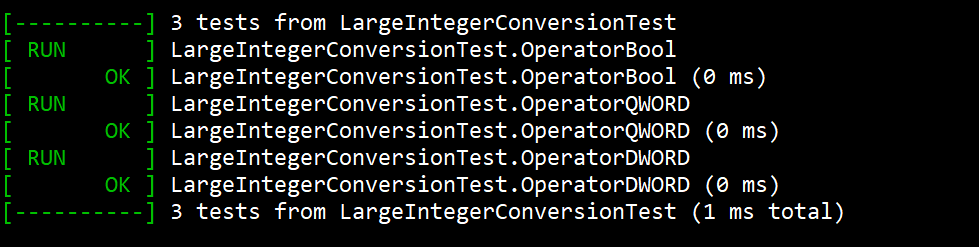 [----------] 3 tests from LargeIntegerConversionTest
[ RUN      ] LargeIntegerConversionTest.OperatorBool
[       OK ] LargeIntegerConversionTest.OperatorBool (0 ms)
[ RUN      ] LargeIntegerConversionTest.OperatorQWORD
[       OK ] LargeIntegerConversionTest.OperatorQWORD (0 ms)
[ RUN      ] LargeIntegerConversionTest.OperatorDWORD
[       OK ] LargeIntegerConversionTest.OperatorDWORD (0 ms)
[----------] 3 tests from LargeIntegerConversionTest (1 ms total)